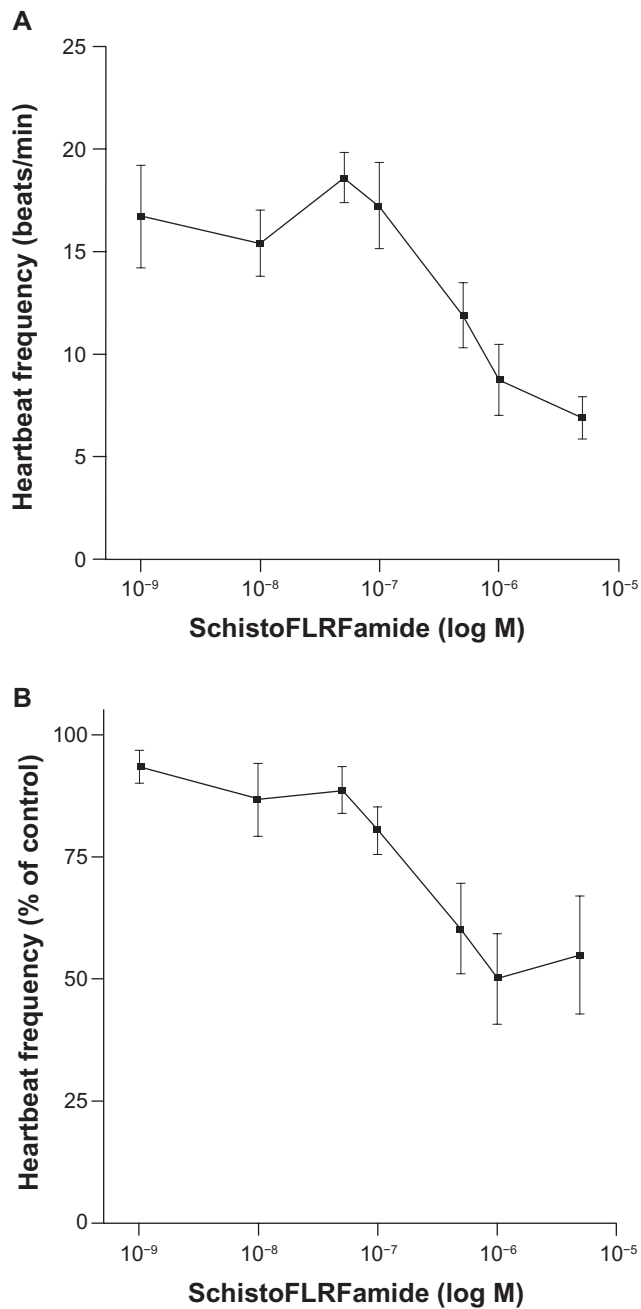 A
Heartbeat frequency (beats/min)
25
20
15
10
5
0
10⁻⁹ 10⁻⁸ 10⁻⁷ 10⁻⁶ 10⁻⁵
SchistoFLRFamide (log M)
B
Heartbeat frequency (% of control)
100
75
50
25
0
10⁻⁹ 10⁻⁸ 10⁻⁷ 10⁻⁶ 10⁻⁵
SchistoFLRFamide (log M)